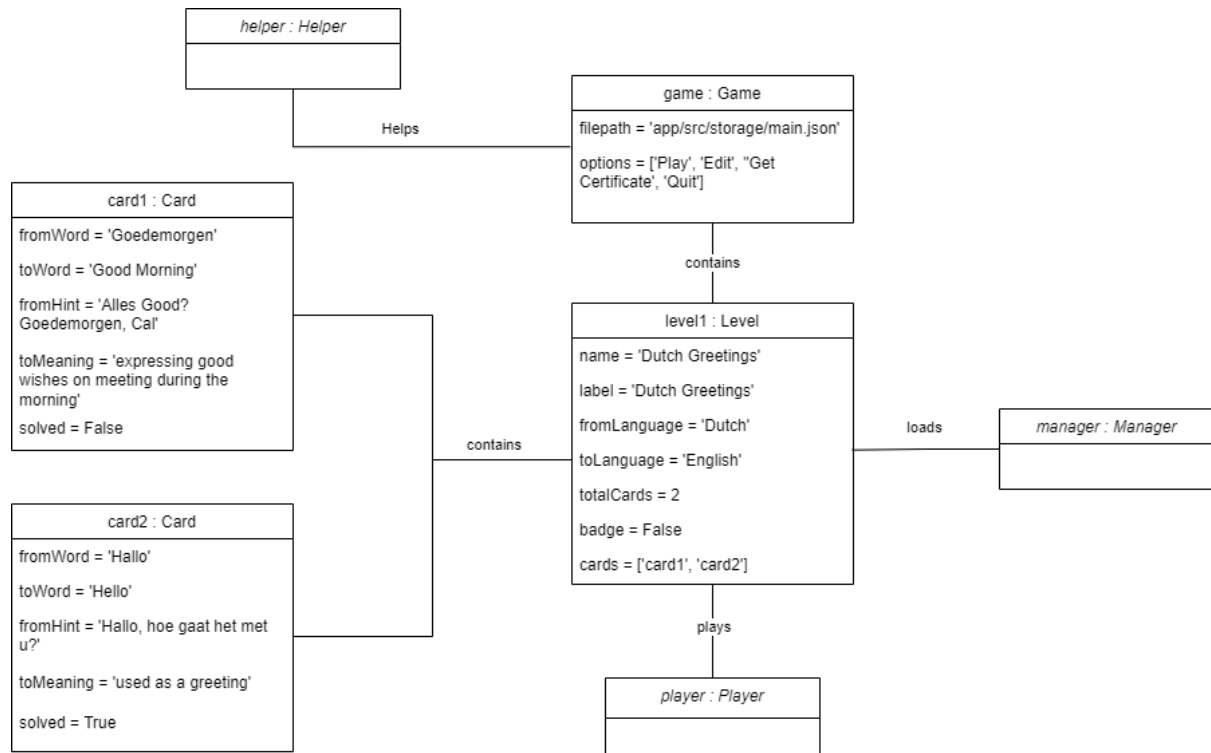 helper : Helper
Helps
game : Game
filepath = 'app/src/storage/main.json'
options = ['Play', 'Edit', "Get
Certificate', 'Quit']
contains
card1 : Card
fromWord = 'Goedemorgen'
toWord = 'Good Morning'
fromHint = 'Alles Good?
Goedemorgen, Cal'
toMeaning = 'expressing good
wishes on meeting during the
morning'
solved = False
contains
card2 : Card
fromWord = 'Hallo'
toWord = 'Hello'
fromHint = 'Hallo, hoe gaat het met
u?'
toMeaning = 'used as a greeting'
solved = True
level1 : Level
name = 'Dutch Greetings'
label = 'Dutch Greetings'
fromLanguage = 'Dutch'
toLanguage = 'English'
totalCards = 2
badge = False
cards = ['card1', 'card2']
loads
manager : Manager
plays
player : Player